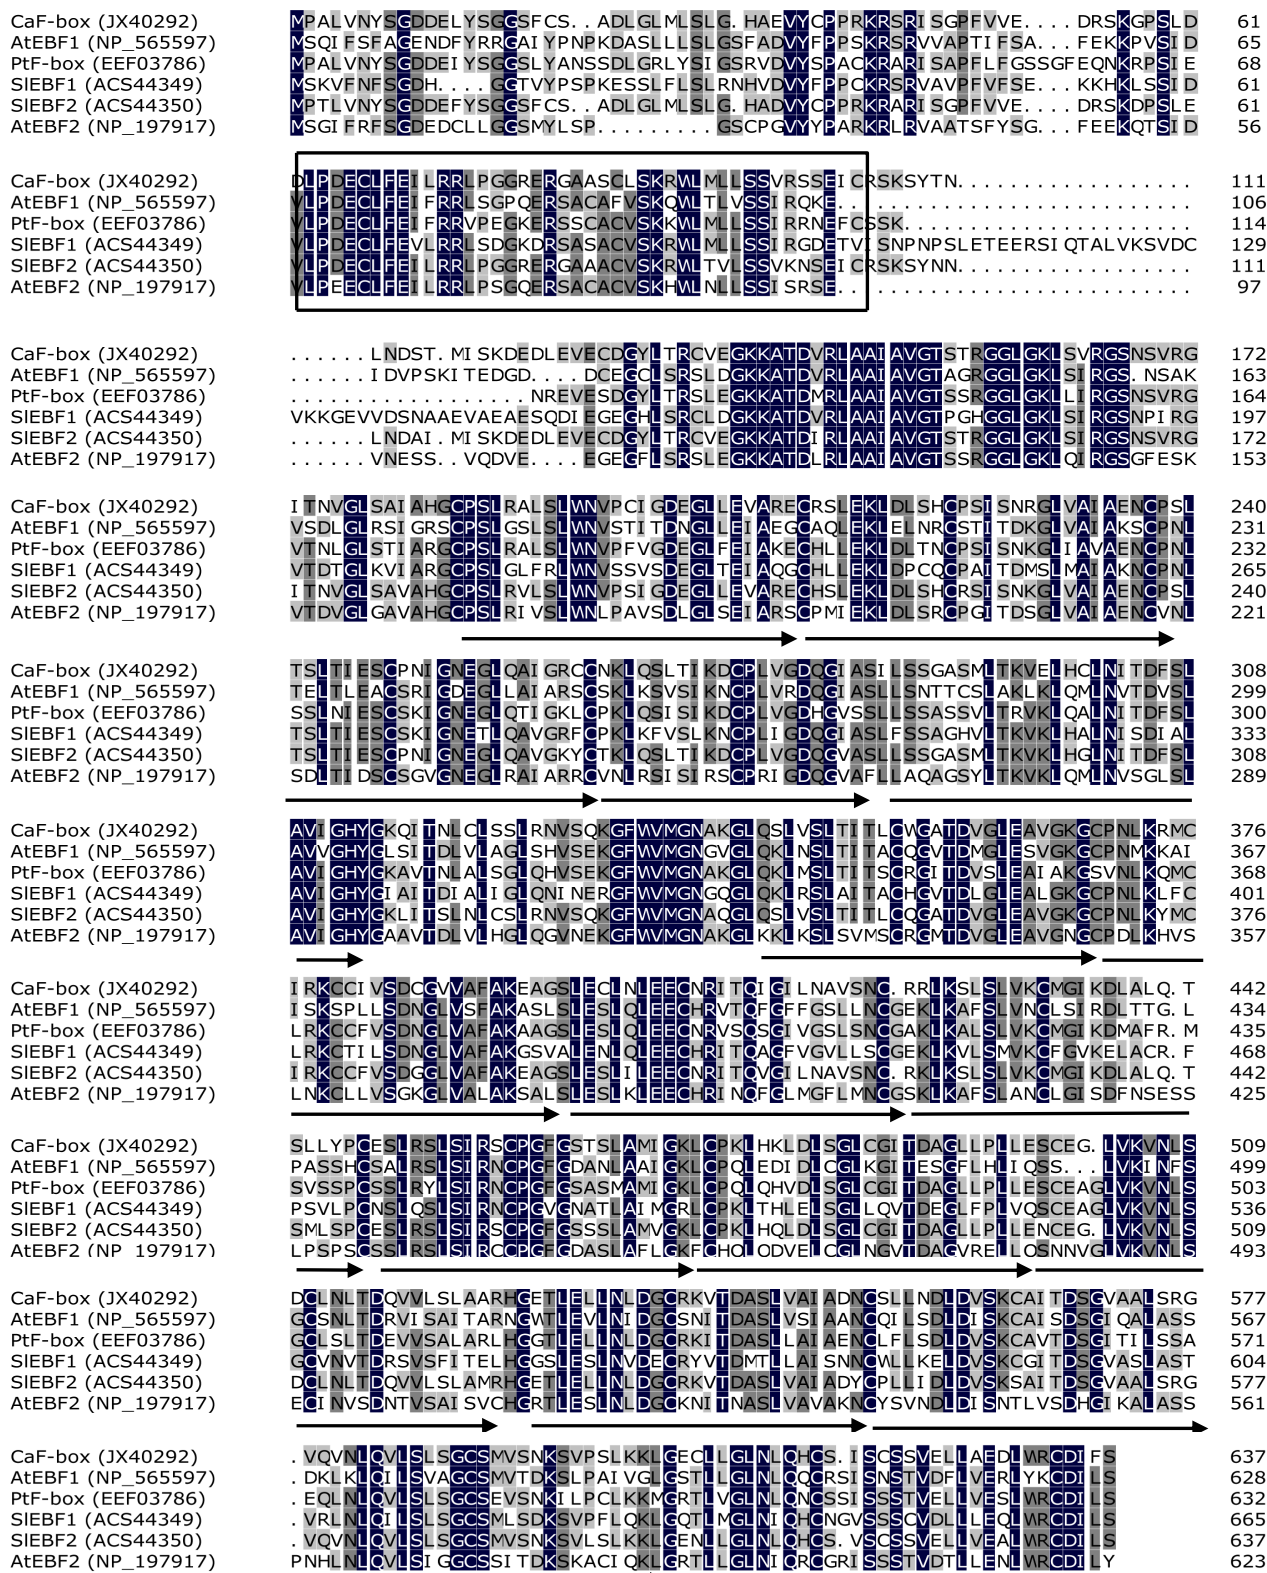 CaF-box (JX40292) MPALVNYSGDDELYSGGSFCS..ADLGLMLSLG.HAEVYCPPRKRSRISGPFVVE....DRSKGPSLD 61
AtEBF1 (NP_565597) MSQIFSFAGENDFYRRGAIYPNPKDASLLLSLGSFADVYFPPSKRSRVVAPTIFSA...FEKKPVSID 65
PtF-box (EEF03786) MPALVNYSGDDEIYSGGSLYANSSDLGRLYSIGSRVDVYSPACKRARISAPFLFGSSGFEQNKRPSIE 68
SlEBF1 (ACS44349) MSKVFNFSGDH....GGTVYPSPKESSLFLSLRNHVDVYFPPCKRSRVAVPFVFSE...KKHKLSSID 61
SlEBF2 (ACS44350) MPTLVNYSGDDEFYSGGSFCS..ADLGLMLSLG.HADVYCPPRKRARISGPFVVE....DRSKDPSLE 61
AtEBF2 (NP_197917) MSGIFRFSGDEDCLLGGSMYLSP.........GSCPGVYYPARKRLRVAATSFYSG...FEEKQTSID 56
CaF-box (JX40292) DLPDECLFEILRRLPGGRERGAASCLSKRWLMLLSSVRSSEICRSKSYTN.................. 111
AtEBF1 (NP_565597) VLPDECLFEIFRRLSGPQERSACAFVSKQWLTLVSSIRQKE........................... 106
PtF-box (EEF03786) VLPDECLFEIFRRVPEGKERSSCACVSKKWLMLLSSIRRNEFCSSK...................... 114
SlEBF1 (ACS44349) VLPDECLFEVLRRLSDGKDRSASACVSKRWLMLLSSIRGDETVISNPNPSLETEERSIQTALVKSVDC 129
SlEBF2 (ACS44350) VLPDECLFEILRRLPGGRERGAAACVSKRWLTVLSSVKNSEICRSKSYNN.................. 111
AtEBF2 (NP_197917) VLPEECLFEILRRLPSGQERSACACVSKHWLNLLSSISRSE........................... 97
CaF-box (JX40292) ......LNDST.MISKDEDLEVECDGYLTRCVEGKKATDVRLAAIAVGTSTRGGLGKLSVRGSNSVRG 172
AtEBF1 (NP_565597) ......IDVPSKITEDGD....DCEGCLSRSLDGKKATDVRLAAIAVGTAGRGGLGKLSIRGS.NSAK 163
PtF-box (EEF03786) ..................NREVESDGYLTRSLEGKKATDMRLAAIAVGTSSRGGLGKLLIRGSNSVRG 164
SlEBF1 (ACS44349) VKKGEVVDSNAAEVAEAESQDIEGEGHLSRCLDGKKATDVRLAAIAVGTPGHGGLGKLSIRGSNPIRG 197
SlEBF2 (ACS44350) ......LNDAI.MISKDEDLEVECDGYLTRCVEGKKATDIRLAAIAVGTSTRGGLGKLSIRGSNSVRG 172
AtEBF2 (NP_197917) ......VNESS..VQDVE....EGEGFLSRSLEGKKATDLRLAAIAVGTSSRGGLGKLQIRGSGFESK 153
CaF-box (JX40292) ITNVGLSAIAHGCPSLRALSLWNVPCIGDEGLLEVARECRSLEKLDLSHCPSISNRGLVAIAENCPSL 240
AtEBF1 (NP_565597) VSDLGLRSIGRSCPSLGSLSLWNVSTITDNGLLEIAEGCAQLEKLELNRCSTITDKGLVAIAKSCPNL 231
PtF-box (EEF03786) VTNLGLSTIARGCPSLRALSLWNVPFVGDEGLFEIAKECHLLEKLDLTNCPSISNKGLIAVAENCPNL 232
SlEBF1 (ACS44349) VTDTGLKVIARGCPSLGLFRLWNVSSVSDEGLTEIAQGCHLLEKLDPCQCPAITDMSLMAIAKNCPNL 265
SlEBF2 (ACS44350) ITNVGLSAVAHGCPSLRVLSLWNVPSIGDEGLLEVARECHSLEKLDLSHCRSISNKGLVAIAENCPSL 240
AtEBF2 (NP_197917) VTDVGLGAVAHGCPSLRIVSLWNLPAVSDLGLSEIARSCPMIEKLDLSRCPGITDSGLVAIAENCVNL 221
CaF-box (JX40292) TSLTIESCPNIGNEGLQAIGRCCNKLQSLTIKDCPLVGDQGIASILSSGASMLTKVELHCLNITDFSL 308
AtEBF1 (NP_565597) TELTLEACSRIGDEGLLAIARSCSKLKSVSIKNCPLVRDQGIASLLSNTTCSLAKLKLQMLNVTDVSL 299
PtF-box (EEF03786) SSLNIESCSKIGNEGLQTIGKLCPKLQSISIKDCPLVGDHGVSSLLSSASSVLTRVKLQALNITDFSL 300
SlEBF1 (ACS44349) TSLTIESCSKIGNETLQAVGRFCPKLKFVSLKNCPLIGDQGIASLFSSAGHVLTKVKLHALNISDIAL 333
SlEBF2 (ACS44350) TSLTIESCPNIGNEGLQAVGKYCTKLQSLTIKDCPLVGDQGVASLLSSGASMLTKVKLHGLNITDFSL 308
AtEBF2 (NP_197917) SDLTIDSCSGVGNEGLRAIARRCVNLRSISIRSCPRIGDQGVAFLLAQAGSYLTKVKLQMLNVSGLSL 289
CaF-box (JX40292) AVIGHYGKQITNLCLSSLRNVSQKGFWVMGNAKGLQSLVSLTITLCWGATDVGLEAVGKGCPNLKRMC 376
AtEBF1 (NP_565597) AVVGHYGLSITDLVLAGLSHVSEKGFWVMGNGVGLQKLNSLTITACQGVTDMGLESVGKGCPNMKKAI 367
PtF-box (EEF03786) AVIGHYGKAVTNLALSGLQHVSEKGFWVMGNAKGLQKLMSLTITSCRGITDVSLEAIAKGSVNLKQMC 368
SlEBF1 (ACS44349) AVIGHYGIAITDIALIGLQNINERGFWVMGNGQGLQKLRSLAITACHGVTDLGLEALGKGCPNLKLFC 401
SlEBF2 (ACS44350) AVIGHYGKLITSLNLCSLRNVSQKGFWVMGNAQGLQSLVSLTITLCQGATDVGLEAVGKGCPNLKYMC 376
AtEBF2 (NP_197917) AVIGHYGAAVTDLVLHGLQGVNEKGFWVMGNAKGLKKLKSLSVMSCRGMTDVGLEAVGNGCPDLKHVS 357
CaF-box (JX40292) IRKCCIVSDCGVVAFAKEAGSLECLNLEECNRITQIGILNAVSNC.RRLKSLSLVKCMGIKDLALQ.T 442
AtEBF1 (NP_565597) ISKSPLLSDNGLVSFAKASLSLESLQLEECHRVTQFGFFGSLLNCGEKLKAFSLVNCLSIRDLTTG.L 434
PtF-box (EEF03786) LRKCCFVSDNGLVAFAKAAGSLESLQLEECNRVSQSGIVGSLSNCGAKLKALSLVKCMGIKDMAFR.M 435
SlEBF1 (ACS44349) LRKCTILSDNGLVAFAKGSVALENLQLEECHRITQAGFVGVLLSCGEKLKVLSMVKCFGVKELACR.F 468
SlEBF2 (ACS44350) IRKCCFVSDGGLVAFAKEAGSLESLILEECNRITQVGILNAVSNC.RKLKSLSLVKCMGIKDLALQ.T 442
AtEBF2 (NP_197917) LNKCLLVSGKGLVALAKSALSLESLKLEECHRINQFGLMGFLMNCGSKLKAFSLANCLGISDFNSESS 425
CaF-box (JX40292) SLLYPCESLRSLSIRSCPGFGSTSLAMIGKLCPKLHKLDLSGLCGITDAGLLPLLESCEG.LVKVNLS 509
AtEBF1 (NP_565597) PASSHCSALRSLSIRNCPGFGDANLAAIGKLCPQLEDIDLCGLKGITESGFLHLIQSS...LVKINFS 499
PtF-box (EEF03786) SVSSPCSSLRYLSIRNCPGFGSASMAMIGKLCPQLQHVDLSGLCGITDAGLLPLLESCEAGLVKVNLS 503
SlEBF1 (ACS44349) PSVLPCNSLQSLSIRNCPGVGNATLAIMGRLCPKLTHLELSGLLQVTDEGLFPLVQSCEAGLVKVNLS 536
SlEBF2 (ACS44350) SMLSPCESLRSLSIRSCPGFGSSSLAMVGKLCPKLHQLDLSGLCGITDAGLLPLLENCEG.LVKVNLS 509
AtEBF2 (NP_197917) LPSPSCSSLRSLSIRCCPGFGDASLAFLGKFCHQLQDVELCGLNGVTDAGVRELLQSNNVGLVKVNLS 493
CaF-box (JX40292) DCLNLTDQVVLSLAARHGETLELLNLDGCRKVTDASLVAIADNCSLLNDLDVSKCAITDSGVAALSRG 577
AtEBF1 (NP_565597) GCSNLTDRVISAITARNGWTLEVLNIDGCSNITDASLVSIAANCQILSDLDISKCAISDSGIQALASS 567
PtF-box (EEF03786) GCLSLTDEVVSALARLHGGTLELLNLDGCRKITDASLLAIAENCLFLSDLDVSKCAVTDSGITILSSA 571
SlEBF1 (ACS44349) GCVNVTDRSVSFITELHGGSLESLNVDECRYVTDMTLLAISNNCWLLKELDVSKCGITDSGVASLAST 604
SlEBF2 (ACS44350) DCLNLTDQVVLSLAMRHGETLELLNLDGCRKVTDASLVAIADYCPLLIDLDVSKSAITDSGVAALSRG 577
AtEBF2 (NP_197917) ECINVSDNTVSAISVCHGRTLESLNLDGCKNITNASLVAVAKNCYSVNDLDISNTLVSDHGIKALASS 561
CaF-box (JX40292) .VQVNLQVLSLSGCSMVSNKSVPSLKKLGECLLGLNLQHCS.ISCSSVELLAEDLWRCDIFS 637
AtEBF1 (NP_565597) .DKLKLQILSVAGCSMVTDKSLPAIVGLGSTLLGLNLQQCRSISNSTVDFLVERLYKCDILS 628
PtF-box (EEF03786) .EQLNLQVLSLSGCSEVSNKILPCLKKMGRTLVGLNLQNCSSISSSTVELLVESLWRCDILS 632
SlEBF1 (ACS44349) .VRLNLQILSLSGCSMLSDKSVPFLQKLGQTLMGLNIQHCNGVSSSCVDLLLEQLWRCDILS 665
SlEBF2 (ACS44350) .VQVNLQVLSLSGCSMVSNKSVPSLKKLGENLLGLNLQHCS.VSCSSVELLVEALWRCDILS 637
AtEBF2 (NP_197917) PNHLNLQVLSIGGCSSITDKSKACIQKLGRTLLGLNIQRCGRISSSTVDTLLENLWRCDILY 623